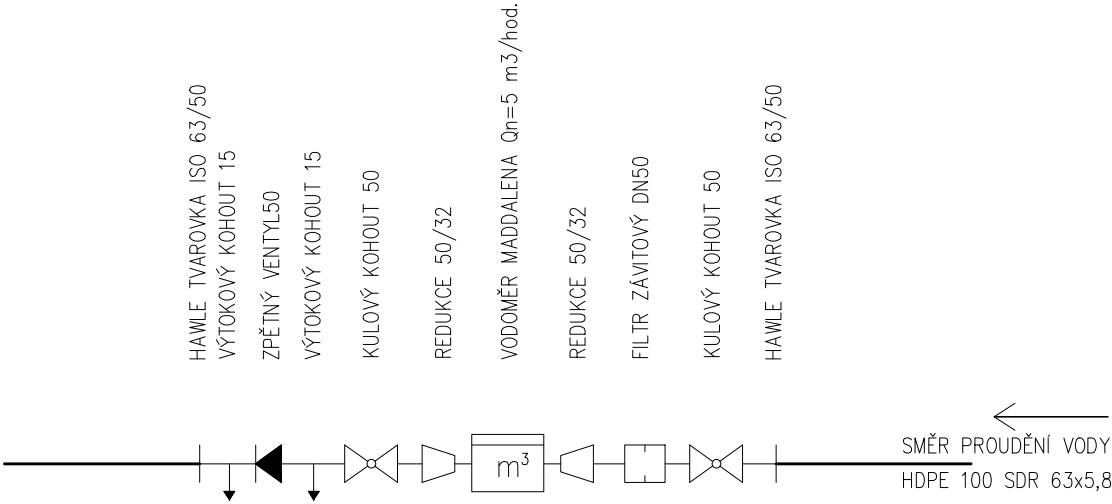 HAWLE TVAROVKA ISO 63/50
VÝTOKOVÝ KOHOUT 15
ZPĚTNÝ VENTYL50
VÝTOKOVÝ KOHOUT 15
KULOVÝ KOHOUT 50
REDUKCE 50/32
VODOMĚR MADDALENA Qn=5 m3/hod.
REDUKCE 50/32
FILTR ZÁVITOVÝ DN50
KULOVÝ KOHOUT 50
HAWLE TVAROVKA ISO 63/50
m³
SMĚR PROUDĚNÍ VODY
HDPE 100 SDR 63x5,8